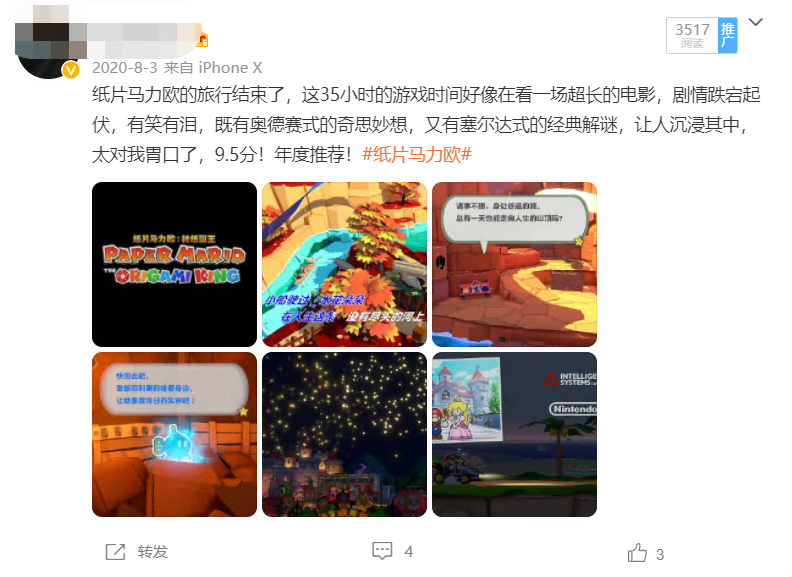 3517
阅读
推广
2020-8-3 来自 iPhone X
纸片马力欧的旅行结束了，这35小时的游戏时间好像在看一场超长的电影，剧情跌宕起
伏，有笑有泪，既有奥德赛式的奇思妙想，又有塞尔达式的经典解谜，让人沉浸其中，
太对我胃口了，9.5分！年度推荐！#纸片马力欧#
纸片马力欧：折纸国王
PAPER MARIO
THE ORIGAMI KING
小船驶过，水花朵朵
在人生这条 没有尽头的河上
诸事不顺、身处谷底的我，
总有一天也能走向人生的山顶吗？
快回去吧，
重新回到奥莉维亚身边，
让她重展往日的笑容吧！
INTELLIGE
SYSTEMS
Nintendo
转发
4
3